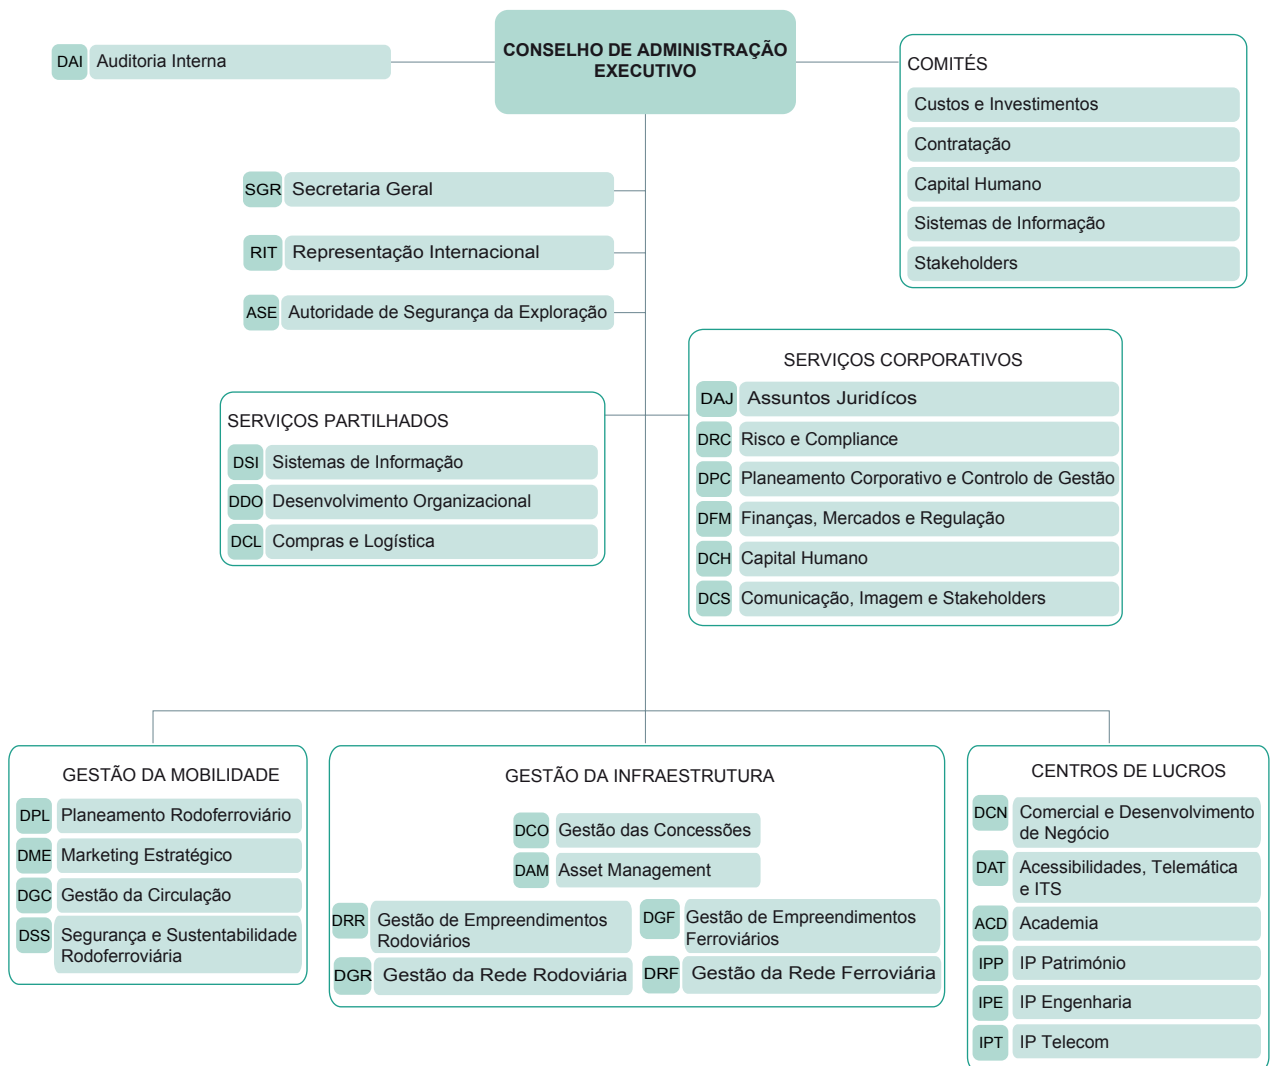 CONSELHO DE ADMINISTRAÇÃO
EXECUTIVO
DAI Auditoria Interna
COMITÉS
Custos e Investimentos
Contratação
Capital Humano
Sistemas de Informação
Stakeholders
SGR Secretaria Geral
RIT Representação Internacional
ASE Autoridade de Segurança da Exploração
SERVIÇOS PARTILHADOS
DSI Sistemas de Informação
DDO Desenvolvimento Organizacional
DCL Compras e Logística
SERVIÇOS CORPORATIVOS
DAJ Assuntos Juridícos
DRC Risco e Compliance
DPC Planeamento Corporativo e Controlo de Gestão
DFM Finanças, Mercados e Regulação
DCH Capital Humano
DCS Comunicação, Imagem e Stakeholders
GESTÃO DA MOBILIDADE
DPL Planeamento Rodoferroviário
DME Marketing Estratégico
DGC Gestão da Circulação
DSS Segurança e Sustentabilidade
Rodoferroviária
GESTÃO DA INFRAESTRUTURA
DCO Gestão das Concessões
DAM Asset Management
DRR Gestão de Empreendimentos
Rodoviários
DGF Gestão de Empreendimentos
Ferroviários
DGR Gestão da Rede Rodoviária
DRF Gestão da Rede Ferroviária
CENTROS DE LUCROS
DCN Comercial e Desenvolvimento
de Negócio
DAT Acessibilidades, Telemática
e ITS
ACD Academia
IPP IP Património
IPE IP Engenharia
IPT IP Telecom